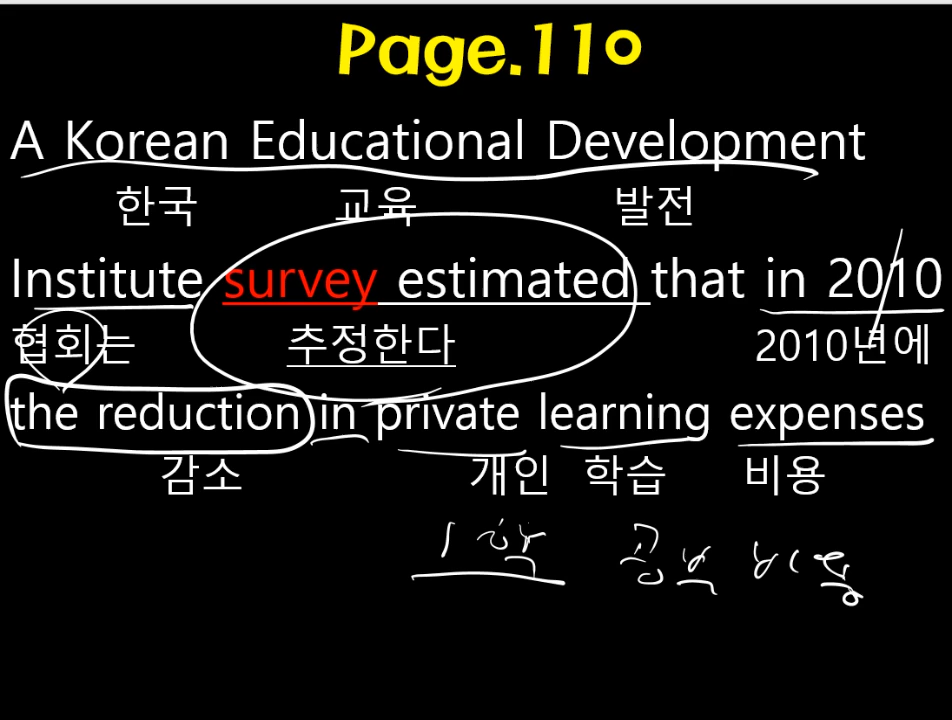 Page.110
A Korean Educational Development
한국 교육 발전
Institute survey estimated that in 2010
협회는 추정한다 2010년에
the reduction in private learning expenses
감소 개인 학습 비용
공부 비용